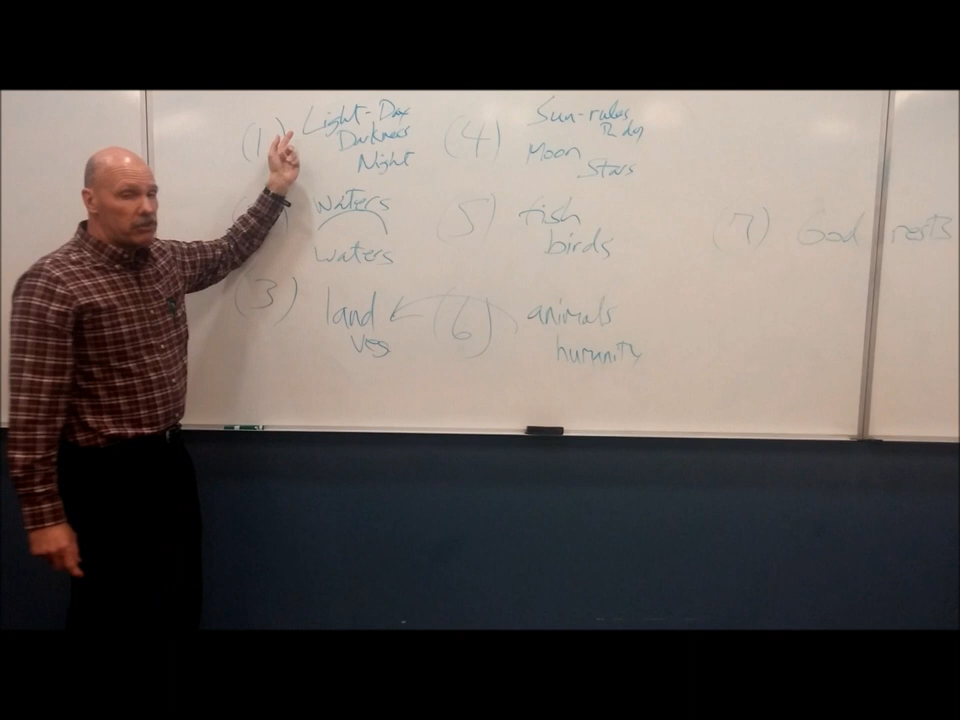 (1) Light-Day
Darkness
Night
waters
waters
(3) land
veg
(4) Sun-rules
day
Moon
Stars
5) fish
birds
(6) animals
humanity
(7) God rests